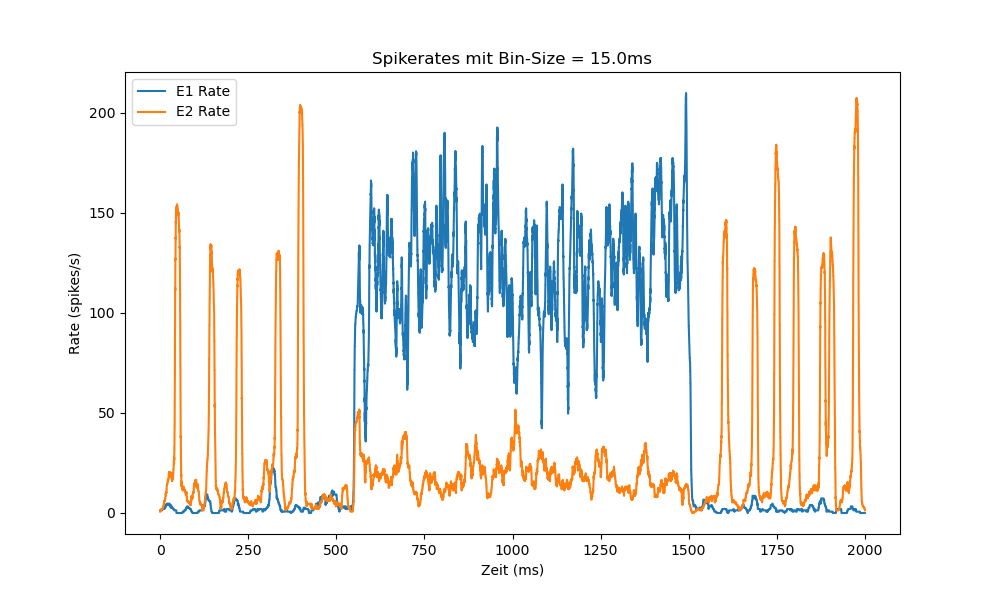 Spikerates mit Bin-Size = 15.0ms
E1 Rate
E2 Rate
Rate (spikes/s)
200
150
100
50
0
0 250 500 750 1000 1250 1500 1750 2000
Zeit (ms)